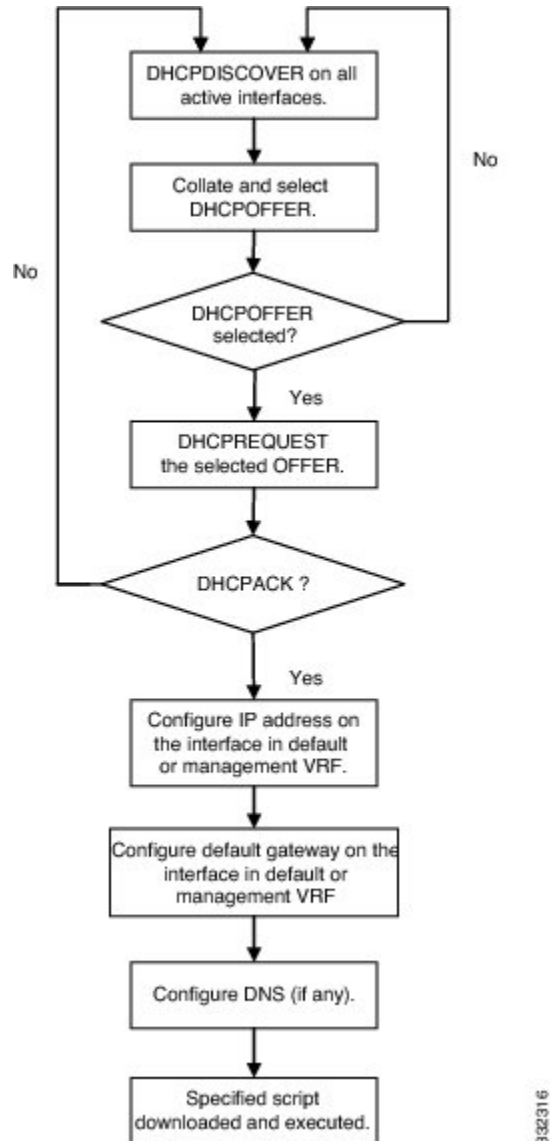 DHCPDISCOVER on all
active interfaces.
No
Collate and select
DHCPOFFER.
No
DHCPOFFER
selected?
Yes
DHCPREQUEST
the selected OFFER.
DHCPACK ?
Yes
Configure IP address on
the interface in default
or management VRF.
Configure default gateway on the
interface in default or
management VRF
Configure DNS (if any).
Specified script
downloaded and executed.